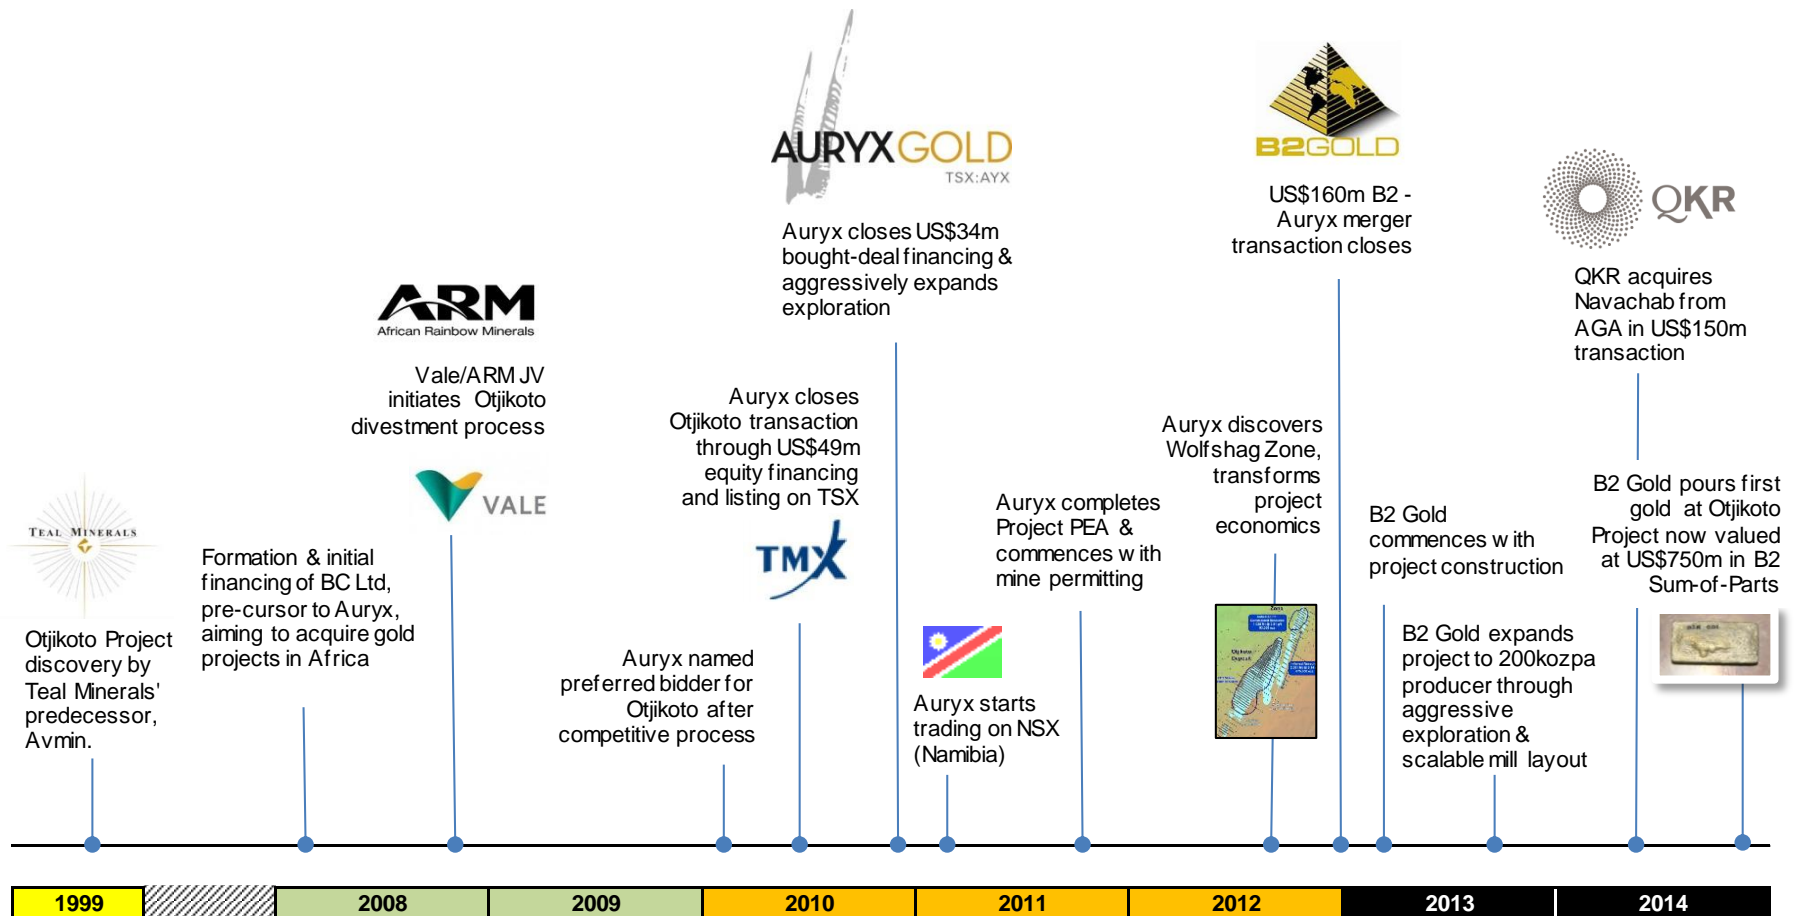 TEAL MINERALS
Otjikoto Project
discovery by
Teal Minerals'
predecessor,
Avmin.
Formation & initial
financing of BC Ltd,
pre-cursor to Auryx,
aiming to acquire gold
projects in Africa
ARM
African Rainbow Minerals
Vale/ARM JV
initiates Otjikoto
divestment process
VALE
Auryx named
preferred bidder for
Otjikoto after
competitive process
Auryx closes
Otjikoto transaction
through US$49m
equity financing
and listing on TSX
TMX
AURYXGOLD
TSX:AYX
Auryx closes US$34m
bought-deal financing &
aggressively expands
exploration
Auryx starts
trading on NSX
(Namibia)
Auryx completes
Project PEA &
commences with
mine permitting
Auryx discovers
Wolfshag Zone,
transforms
project
economics
Zone
Otjikoto
Deposit
B2GOLD
US$160m B2 -
Auryx merger
transaction closes
B2 Gold
commences with
project construction
B2 Gold expands
project to 200kozpa
producer through
aggressive
exploration &
scalable mill layout
QKR
QKR acquires
Navachab from
AGA in US$150m
transaction
B2 Gold pours first
gold at Otjikoto
Project now valued
at US$750m in B2
Sum-of-Parts
1999
2008
2009
2010
2011
2012
2013
2014